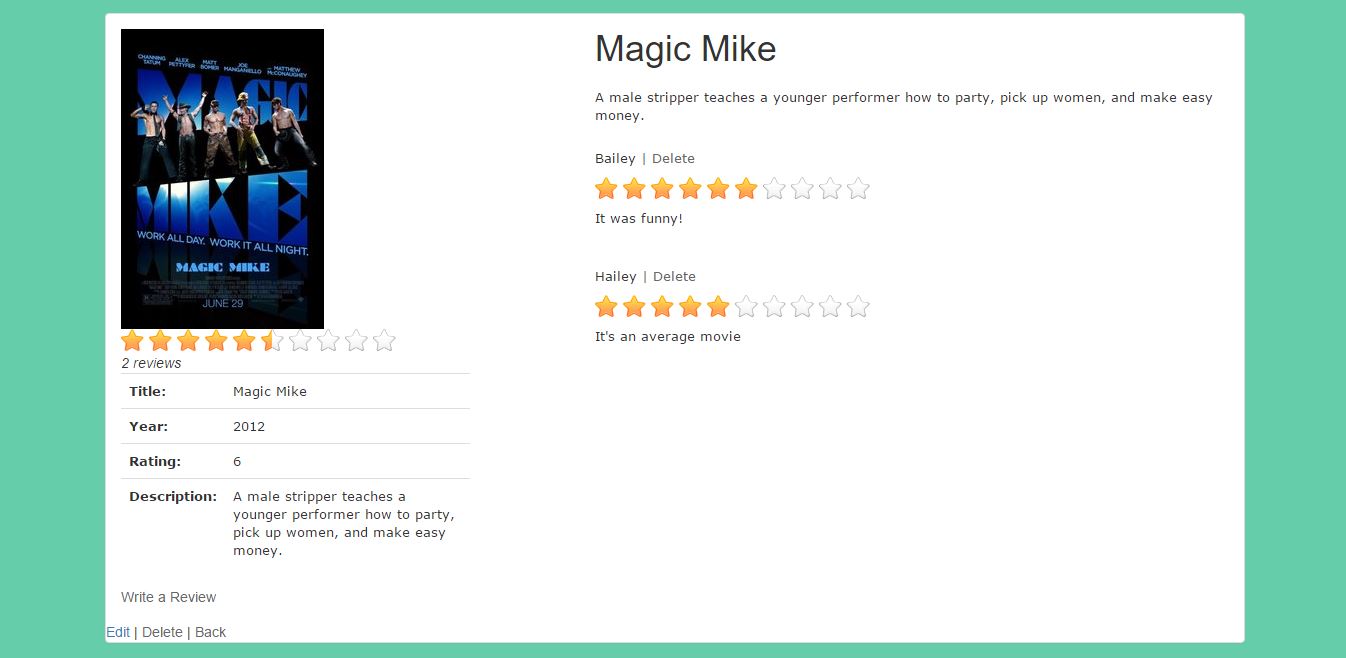 CHANNING TATUM
ALEX PETTYFER
MATT BOMER
JOE MANGANIELLO
MATTHEW McCONAUGHEY
MAGIC
MIKE
WORK ALL DAY. WORK IT ALL NIGHT.
MAGIC MIKE
JUNE 29
2 reviews
Title: Magic Mike
Year: 2012
Rating: 6
Description: A male stripper teaches a
younger performer how to party,
pick up women, and make easy
money.
Write a Review
Edit | Delete | Back
Magic Mike
A male stripper teaches a younger performer how to party, pick up women, and make easy
money.
Bailey | Delete
It was funny!
Hailey | Delete
It's an average movie